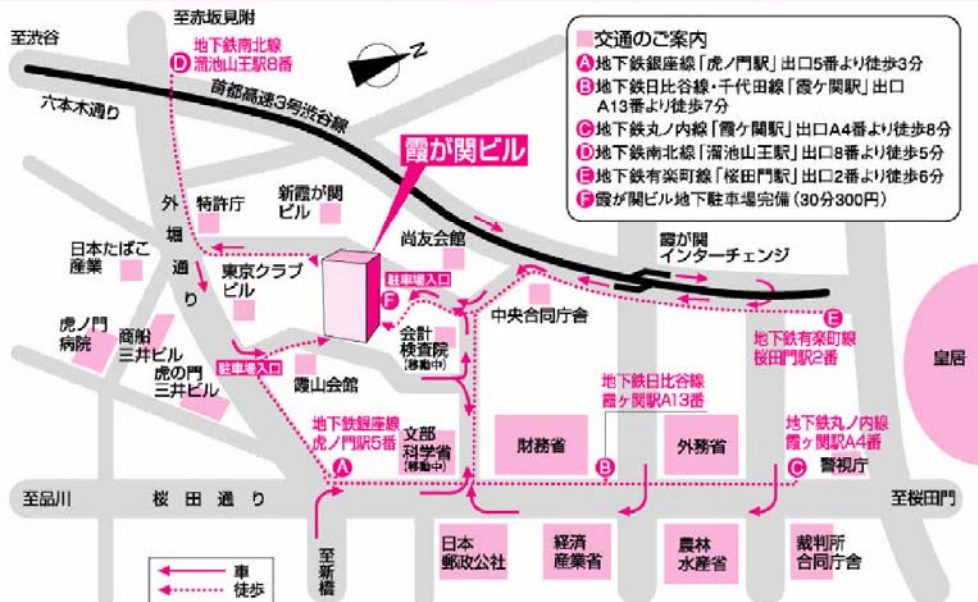 至赤坂見附
至渋谷
地下鉄南北線
D 溜池山王駅8番
N
首都高速3号渋谷線
六本木通り
交通のご案内
A 地下鉄銀座線「虎ノ門駅」出口5番より徒歩3分
B 地下鉄日比谷線・千代田線「霞ケ関駅」出口
A13番より徒歩7分
C 地下鉄丸ノ内線「霞ケ関駅」出口A4番より徒歩8分
D 地下鉄南北線「溜池山王駅」出口8番より徒歩5分
E 地下鉄有楽町線「桜田門駅」出口2番より徒歩6分
F 霞が関ビル地下駐車場完備(30分300円)
霞が関ビル
外堀通り
特許庁
新霞が関
ビル
尚友会館
霞が関
インターチェンジ
日本たばこ
産業
東京クラブ
ビル
駐車場入口
F
中央合同庁舎
E
地下鉄有楽町線
桜田門駅2番
皇居
虎ノ門
病院
商船
三井ビル
虎の門
三井ビル
駐車場入口
会計
検査院
(移動中)
霞山会館
地下鉄日比谷線
霞ケ関駅A13番
地下鉄銀座線
虎ノ門駅5番
A
文部
科学省
(移動中)
財務省
B
外務省
地下鉄丸ノ内線
霞ケ関駅A4番
C
警視庁
至品川
桜田通り
至桜田門
至新橋
日本
郵政公社
経済
産業省
農林
水産省
裁判所
合同庁舎
車
徒歩